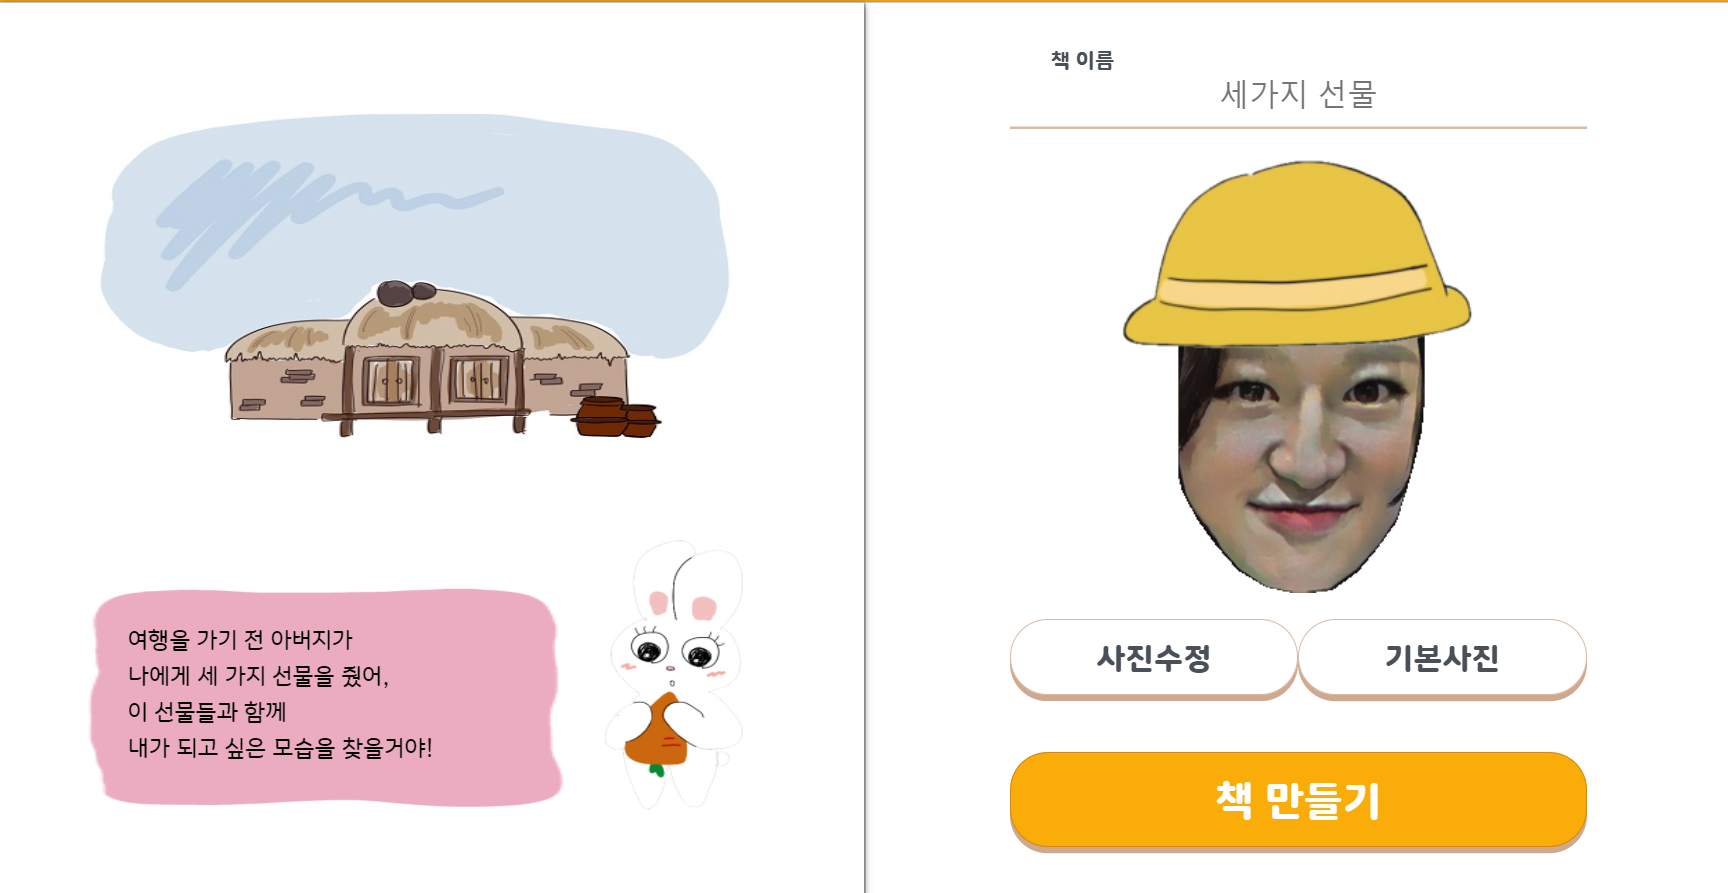 여행을 가기 전 아버지가
나에게 세 가지 선물을 줬어,
이 선물들과 함께
내가 되고 싶은 모습을 찾을거야!
책 이름
세가지 선물
사진수정
기본사진
책 만들기